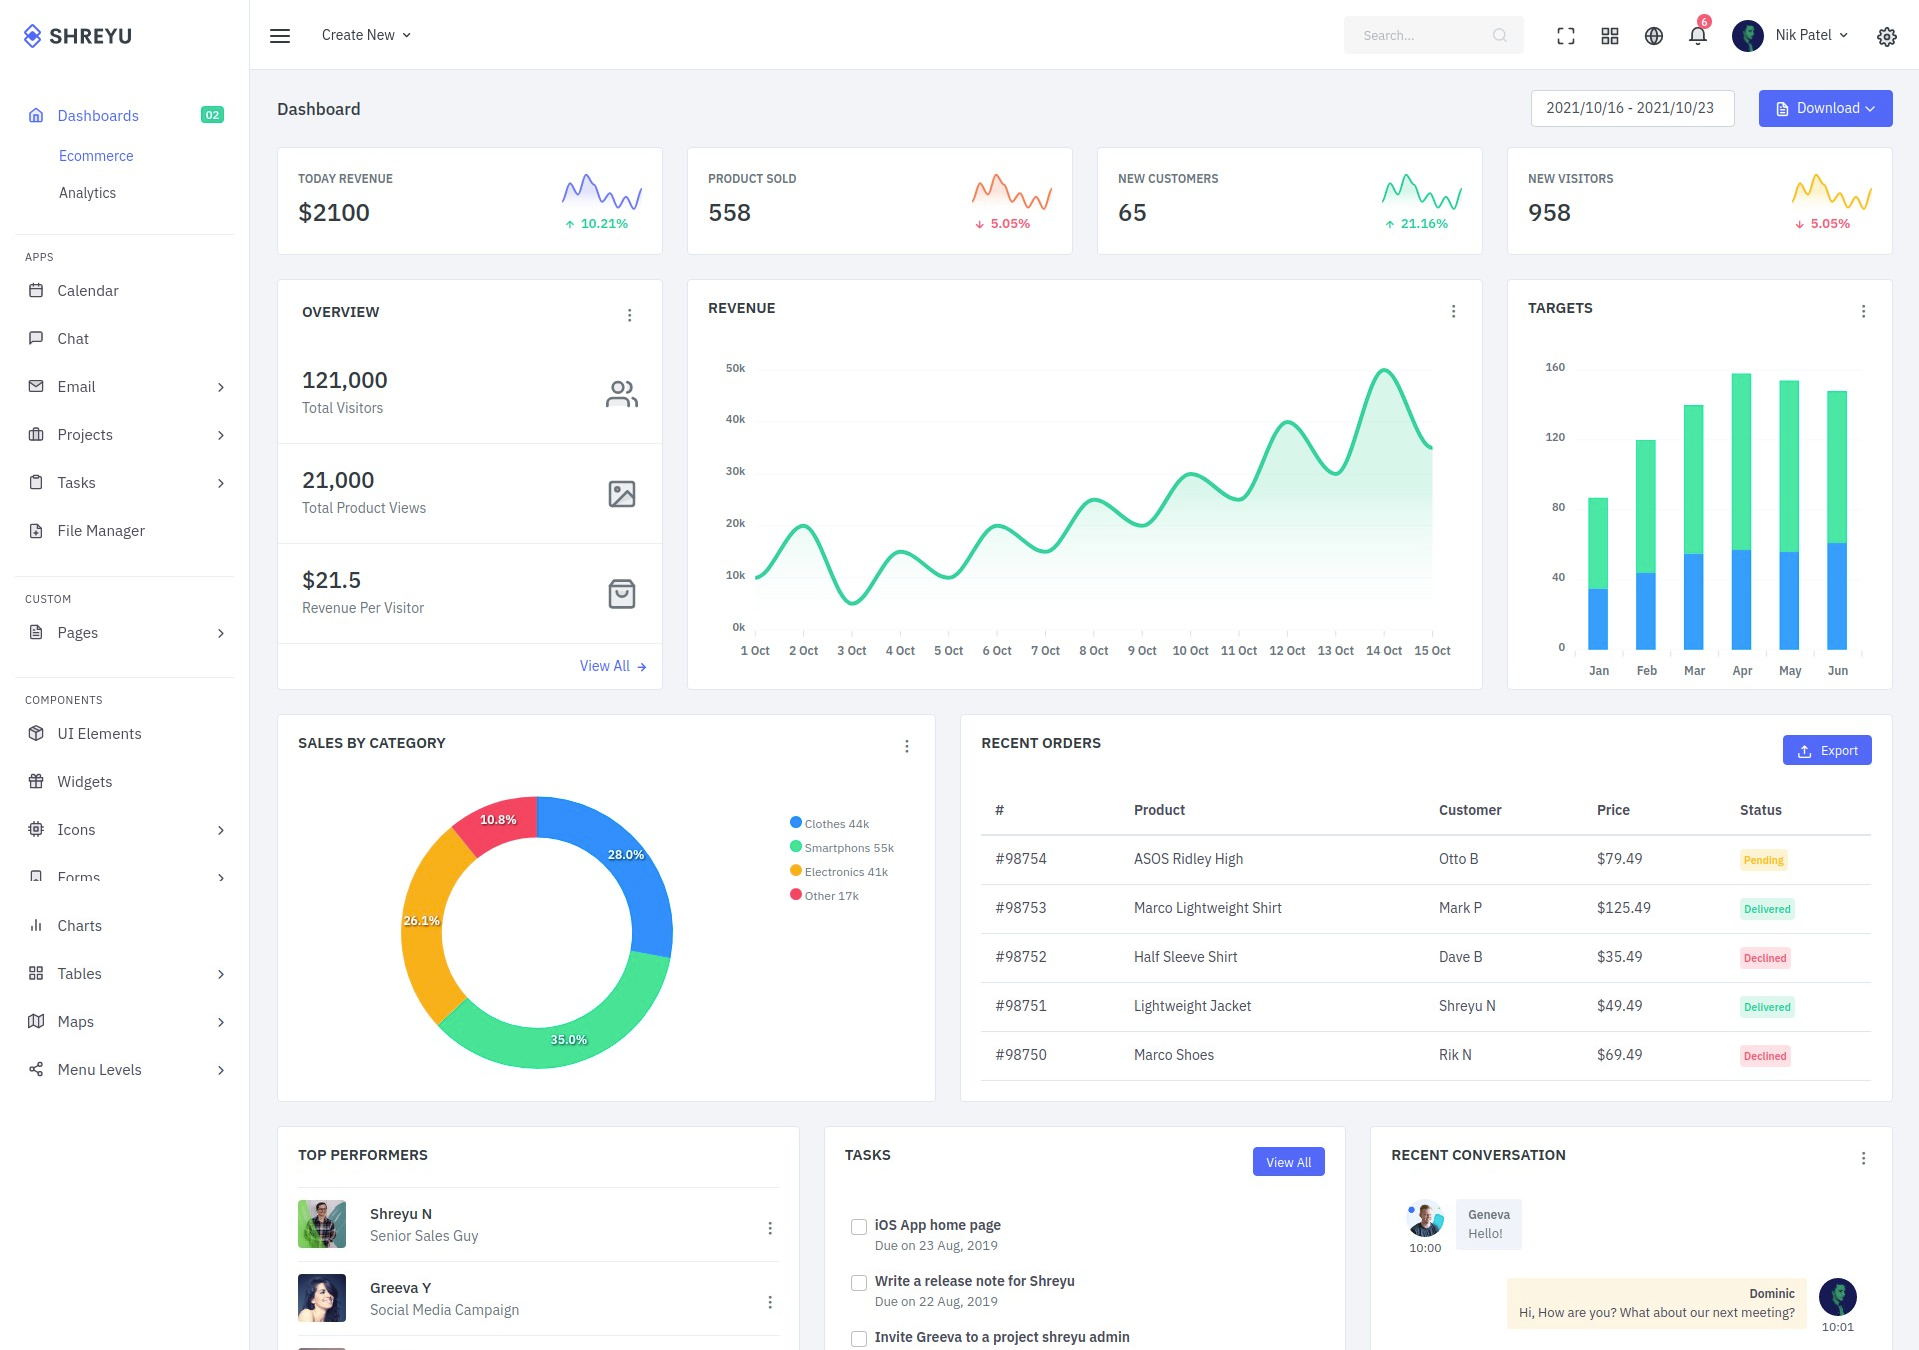 SHREYU
Create New
Search...
6
Nik Patel
Dashboards
02
Ecommerce
Analytics
APPS
Calendar
Chat
Email
Projects
Tasks
File Manager
CUSTOM
Pages
COMPONENTS
UI Elements
Widgets
Icons
Forms
Charts
Tables
Maps
Menu Levels
Dashboard
2021/10/16 - 2021/10/23
Download
TODAY REVENUE
$2100
10.21%
PRODUCT SOLD
558
5.05%
NEW CUSTOMERS
65
21.16%
NEW VISITORS
958
5.05%
OVERVIEW
121,000
Total Visitors
21,000
Total Product Views
$21.5
Revenue Per Visitor
View All
REVENUE
50k
40k
30k
20k
10k
0k
1 Oct 2 Oct 3 Oct 4 Oct 5 Oct 6 Oct 7 Oct 8 Oct 9 Oct 10 Oct 11 Oct 12 Oct 13 Oct 14 Oct 15 Oct
TARGETS
160
120
80
40
0
Jan Feb Mar Apr May Jun
SALES BY CATEGORY
10.8%
28.0%
26.1%
35.0%
Clothes 44k
Smartphons 55k
Electronics 41k
Other 17k
RECENT ORDERS
Export
# Product Customer Price Status
#98754 ASOS Ridley High Otto B $79.49 Pending
#98753 Marco Lightweight Shirt Mark P $125.49 Delivered
#98752 Half Sleeve Shirt Dave B $35.49 Declined
#98751 Lightweight Jacket Shreyu N $49.49 Delivered
#98750 Marco Shoes Rik N $69.49 Declined
TOP PERFORMERS
Shreyu N
Senior Sales Guy
Greeva Y
Social Media Campaign
TASKS
View All
iOS App home page
Due on 23 Aug, 2019
Write a release note for Shreyu
Due on 22 Aug, 2019
Invite Greeva to a project shreyu admin
RECENT CONVERSATION
Geneva
Hello!
10:00
Dominic
Hi, How are you? What about our next meeting?
10:01